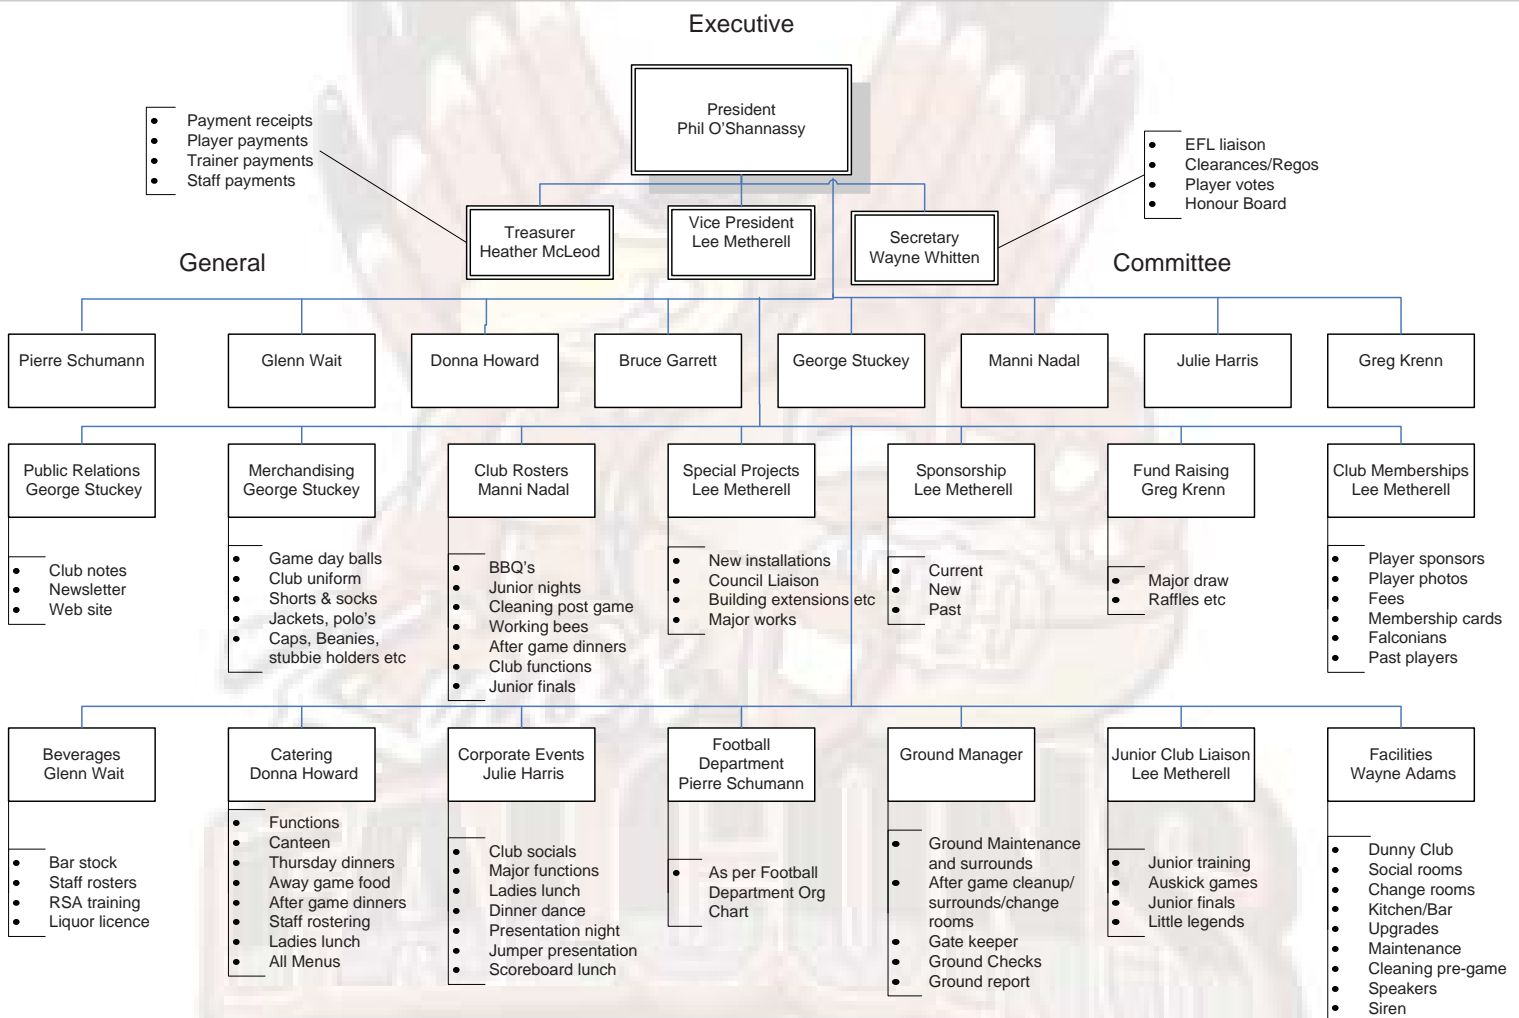 Executive
President
Phil O'Shannassy
Payment receipts
Player payments
Trainer payments
Staff payments
EFL liaison
Clearances/Regos
Player votes
Honour Board
Treasurer
Heather McLeod
Vice President
Lee Metherell
Secretary
Wayne Whitten
General
Committee
Pierre Schumann
Glenn Wait
Donna Howard
Bruce Garrett
George Stuckey
Manni Nadal
Julie Harris
Greg Krenn
Public Relations
George Stuckey
Club notes
Newsletter
Web site
Merchandising
George Stuckey
Game day balls
Club uniform
Shorts & socks
Jackets, polo's
Caps, Beanies,
stubbie holders etc
Club Rosters
Manni Nadal
BBQ's
Junior nights
Cleaning post game
Working bees
After game dinners
Club functions
Junior finals
Special Projects
Lee Metherell
New installations
Council Liaison
Building extensions etc
Major works
Sponsorship
Lee Metherell
Current
New
Past
Fund Raising
Greg Krenn
Major draw
Raffles etc
Club Memberships
Lee Metherell
Player sponsors
Player photos
Fees
Membership cards
Falconians
Past players
Beverages
Glenn Wait
Bar stock
Staff rosters
RSA training
Liquor licence
Catering
Donna Howard
Functions
Canteen
Thursday dinners
Away game food
After game dinners
Staff rostering
Ladies lunch
All Menus
Corporate Events
Julie Harris
Club socials
Major functions
Ladies lunch
Dinner dance
Presentation night
Jumper presentation
Scoreboard lunch
Football
Department
Pierre Schumann
As per Football
Department Org
Chart
Ground Manager
Ground Maintenance
and surrounds
After game cleanup/
surrounds/change
rooms
Gate keeper
Ground Checks
Ground report
Junior Club Liaison
Lee Metherell
Junior training
Auskick games
Junior finals
Little legends
Facilities
Wayne Adams
Dunny Club
Social rooms
Change rooms
Kitchen/Bar
Upgrades
Maintenance
Cleaning pre-game
Speakers
Siren